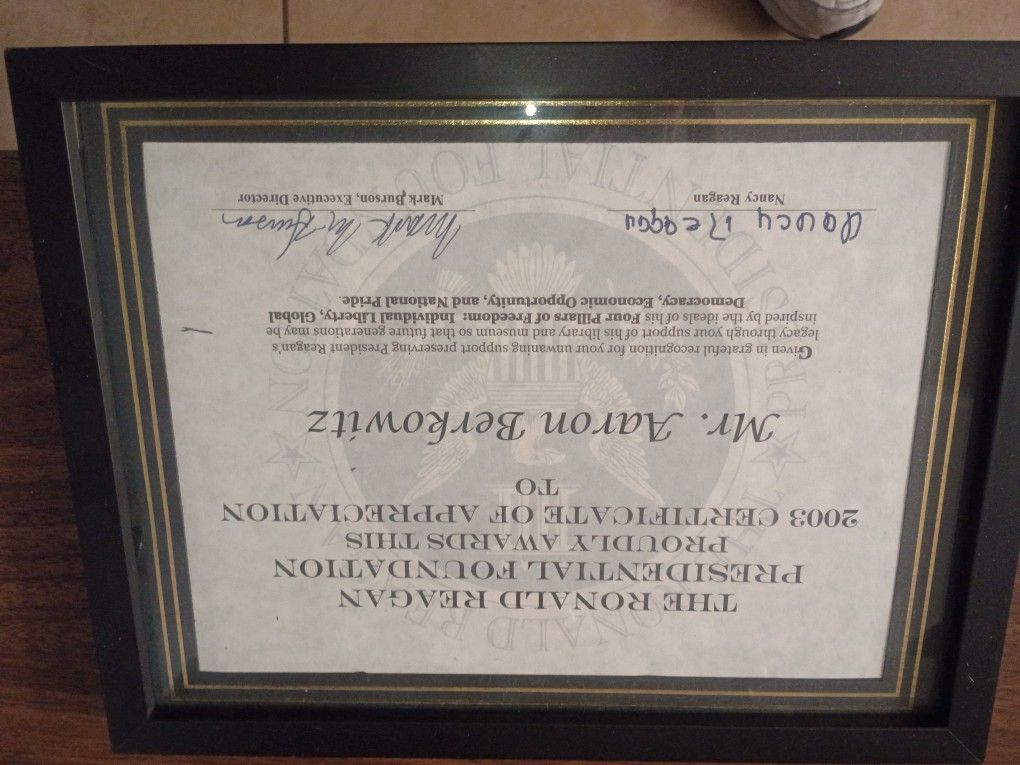 THE RONALD REAGAN
PRESIDENTIAL FOUNDATION
PROUDLY AWARDS THIS
2003 CERTIFICATE OF APPRECIATION
TO
Mr. Aaron Berkowitz
Given in grateful recognition for your unwaning support preserving President Reagan's
legacy through your support of his library and museum so that future generations may be
inspired by the ideals of his Four Pillars of Freedom: Individual Liberty, Global
Democracy, Economic Opportunity, and National Pride.
Nancy Reagan
Mark M Burson
Nancy Reagan
Mark Burson, Executive Director